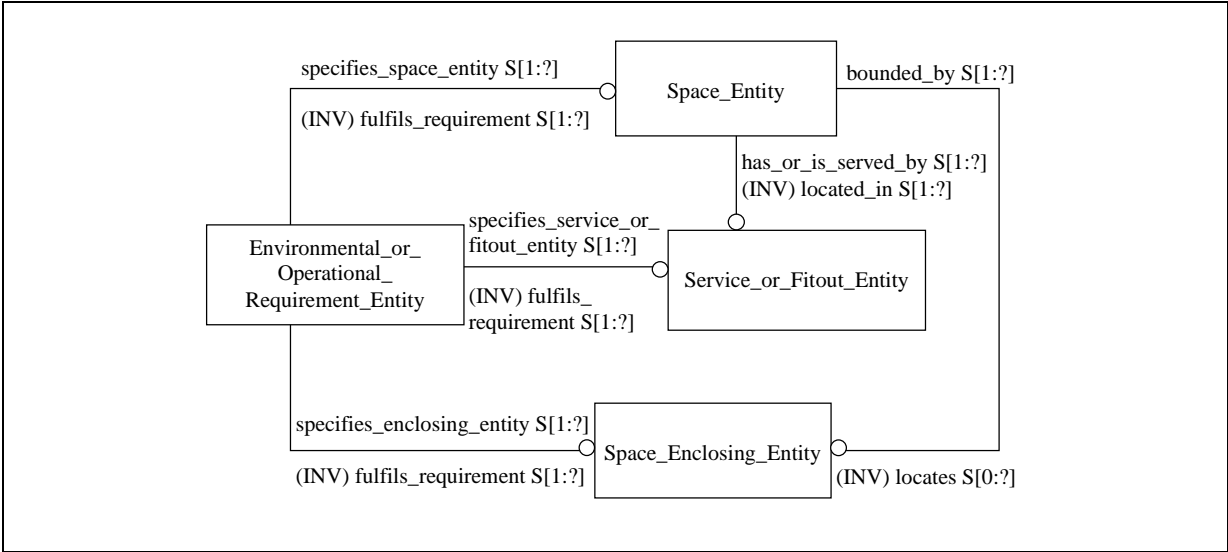 specifies_space_entity S[1:?]
(INV) fulfils_requirement S[1:?]
Space_Entity
bounded_by S[1:?]
has_or_is_served_by S[1:?]
(INV) located_in S[1:?]
Environmental_or_
Operational_
Requirement_Entity
specifies_service_or_
fitout_entity S[1:?]
(INV) fulfils_
requirement S[1:?]
Service_or_Fitout_Entity
specifies_enclosing_entity S[1:?]
(INV) fulfils_requirement S[1:?]
Space_Enclosing_Entity
(INV) locates S[0:?]